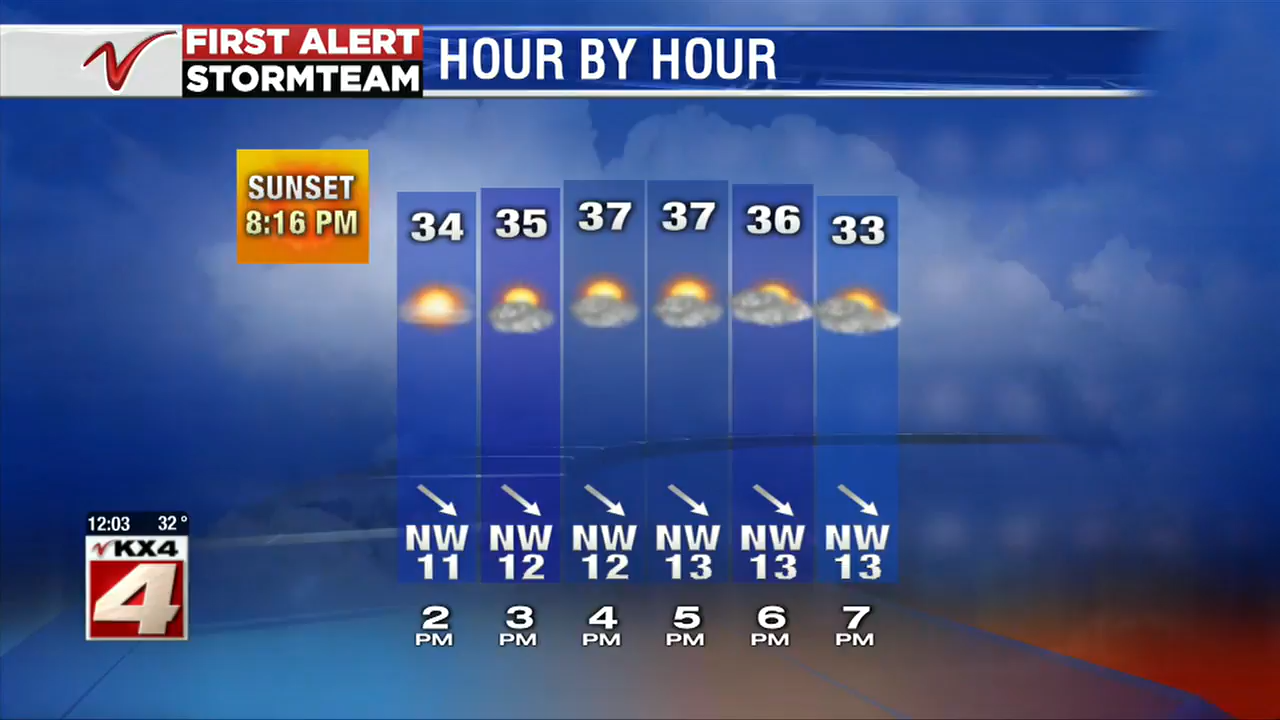 FIRST ALERT
STORMTEAM
HOUR BY HOUR
SUNSET
8:16 PM
34 35 37 37 36 33
NW NW NW NW NW NW
11 12 12 13 13 13
2 3 4 5 6 7
PM PM PM PM PM PM
12:03 32°
KX4
4